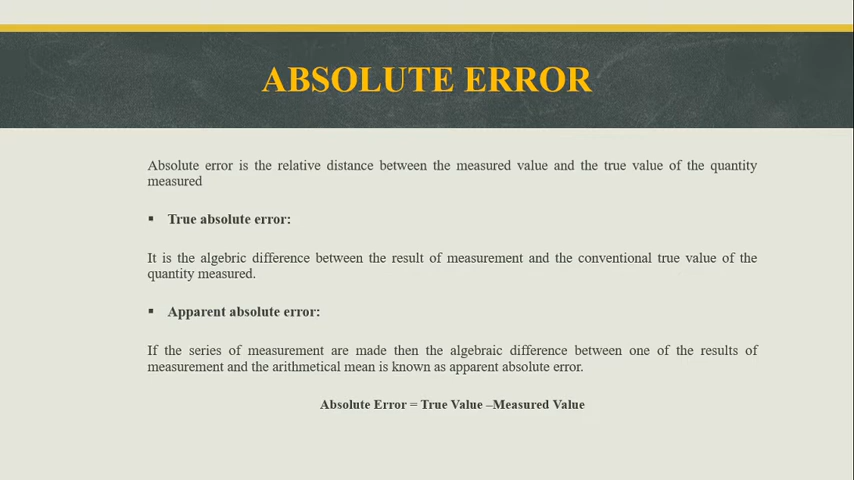 ABSOLUTE ERROR
Absolute error is the relative distance between the measured value and the true value of the quantity
measured
▪ True absolute error:
It is the algebric difference between the result of measurement and the conventional true value of the
quantity measured.
▪ Apparent absolute error:
If the series of measurement are made then the algebraic difference between one of the results of
measurement and the arithmetical mean is known as apparent absolute error.
Absolute Error = True Value –Measured Value